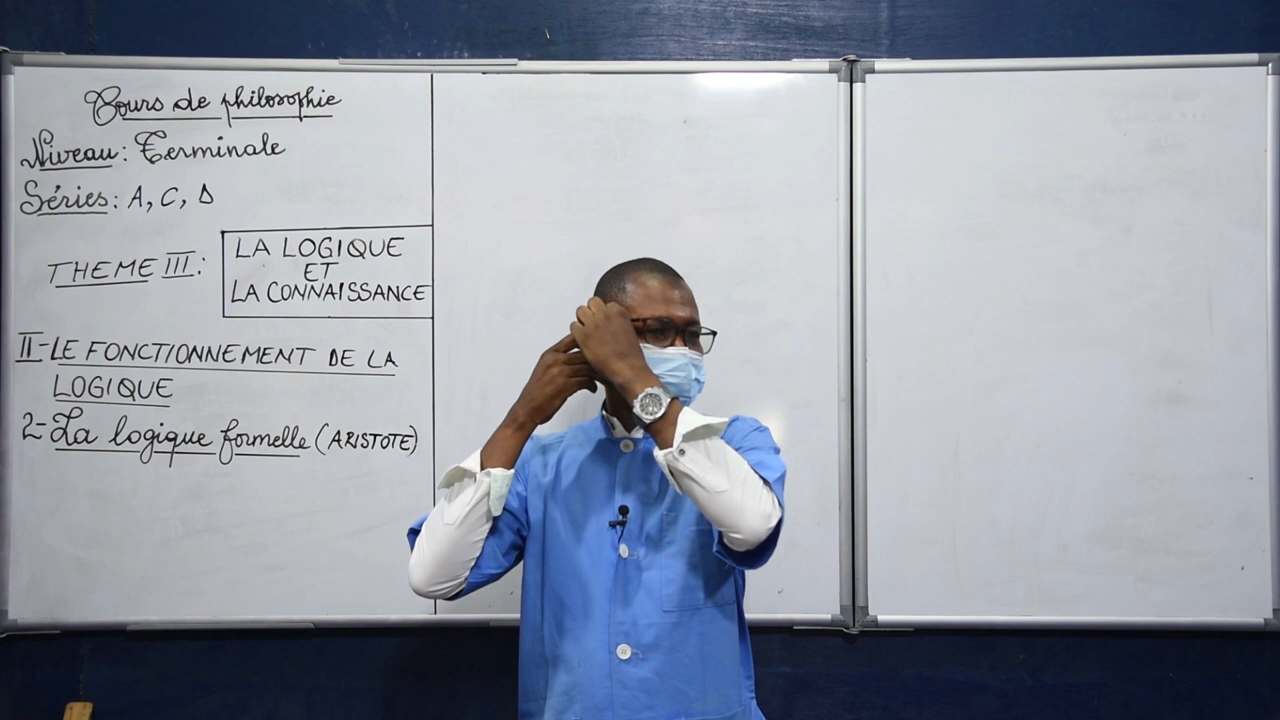 Cours de philosophie
Niveau : Terminale
Séries : A, C, D
THEME III :
LA LOGIQUE
ET
LA CONNAISSANCE
II- LE FONCTIONNEMENT DE LA
LOGIQUE
2- La logique formelle (ARISTOTE)